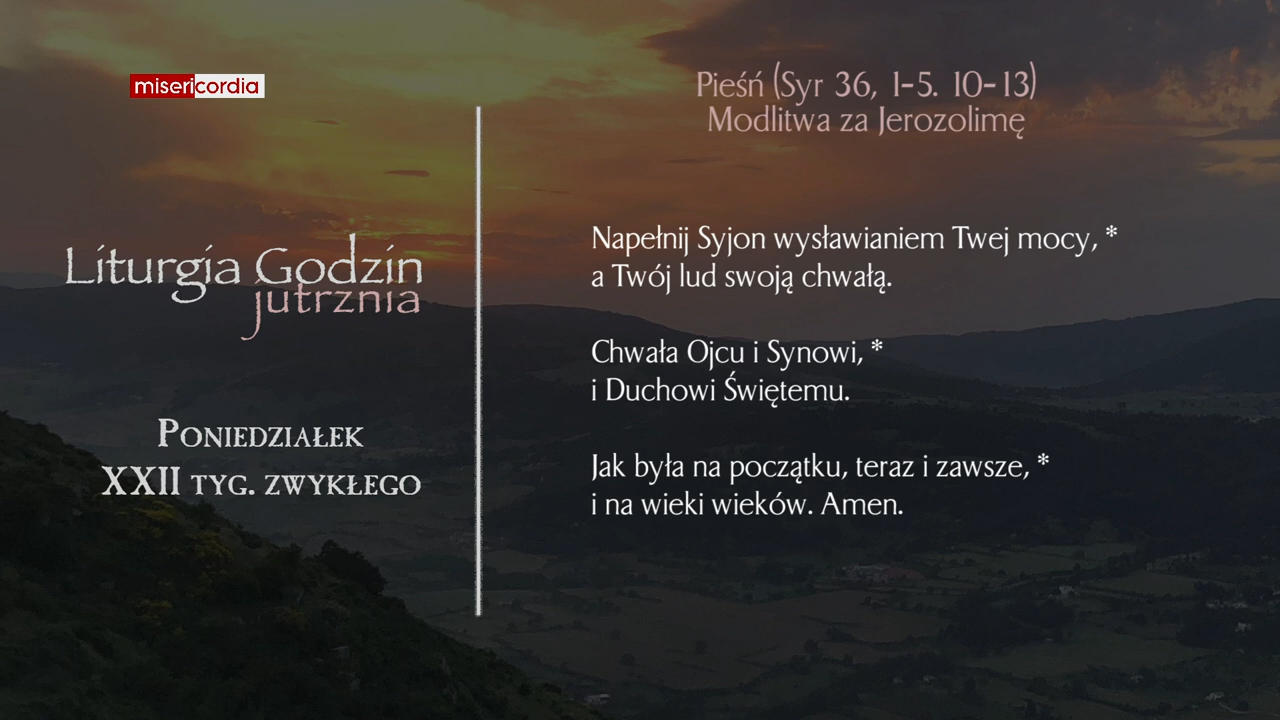 misericordia
Liturgia Godzin
jutrznia
Poniedziałek
XXII tyg. zwykłego
Pieśń (Syr 36, 1-5. 10-13)
Modlitwa za Jerozolimę
Napełnij Syjon wysławianiem Twej mocy, *
a Twój lud swoją chwałą.
Chwała Ojcu i Synowi, *
i Duchowi Świętemu.
Jak była na początku, teraz i zawsze, *
i na wieki wieków. Amen.